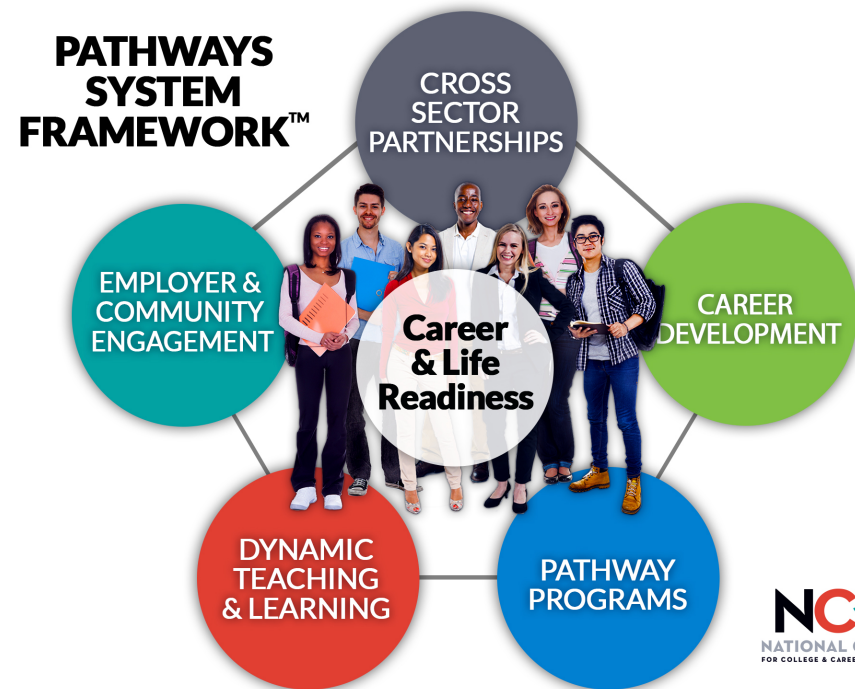 PATHWAYS
SYSTEM
FRAMEWORK™
CROSS
SECTOR
PARTNERSHIPS
EMPLOYER &
COMMUNITY
ENGAGEMENT
CAREER
DEVELOPMENT
Career
& Life
Readiness
DYNAMIC
TEACHING
& LEARNING
PATHWAY
PROGRAMS
NC
NATIONAL
FOR COLLEGE &